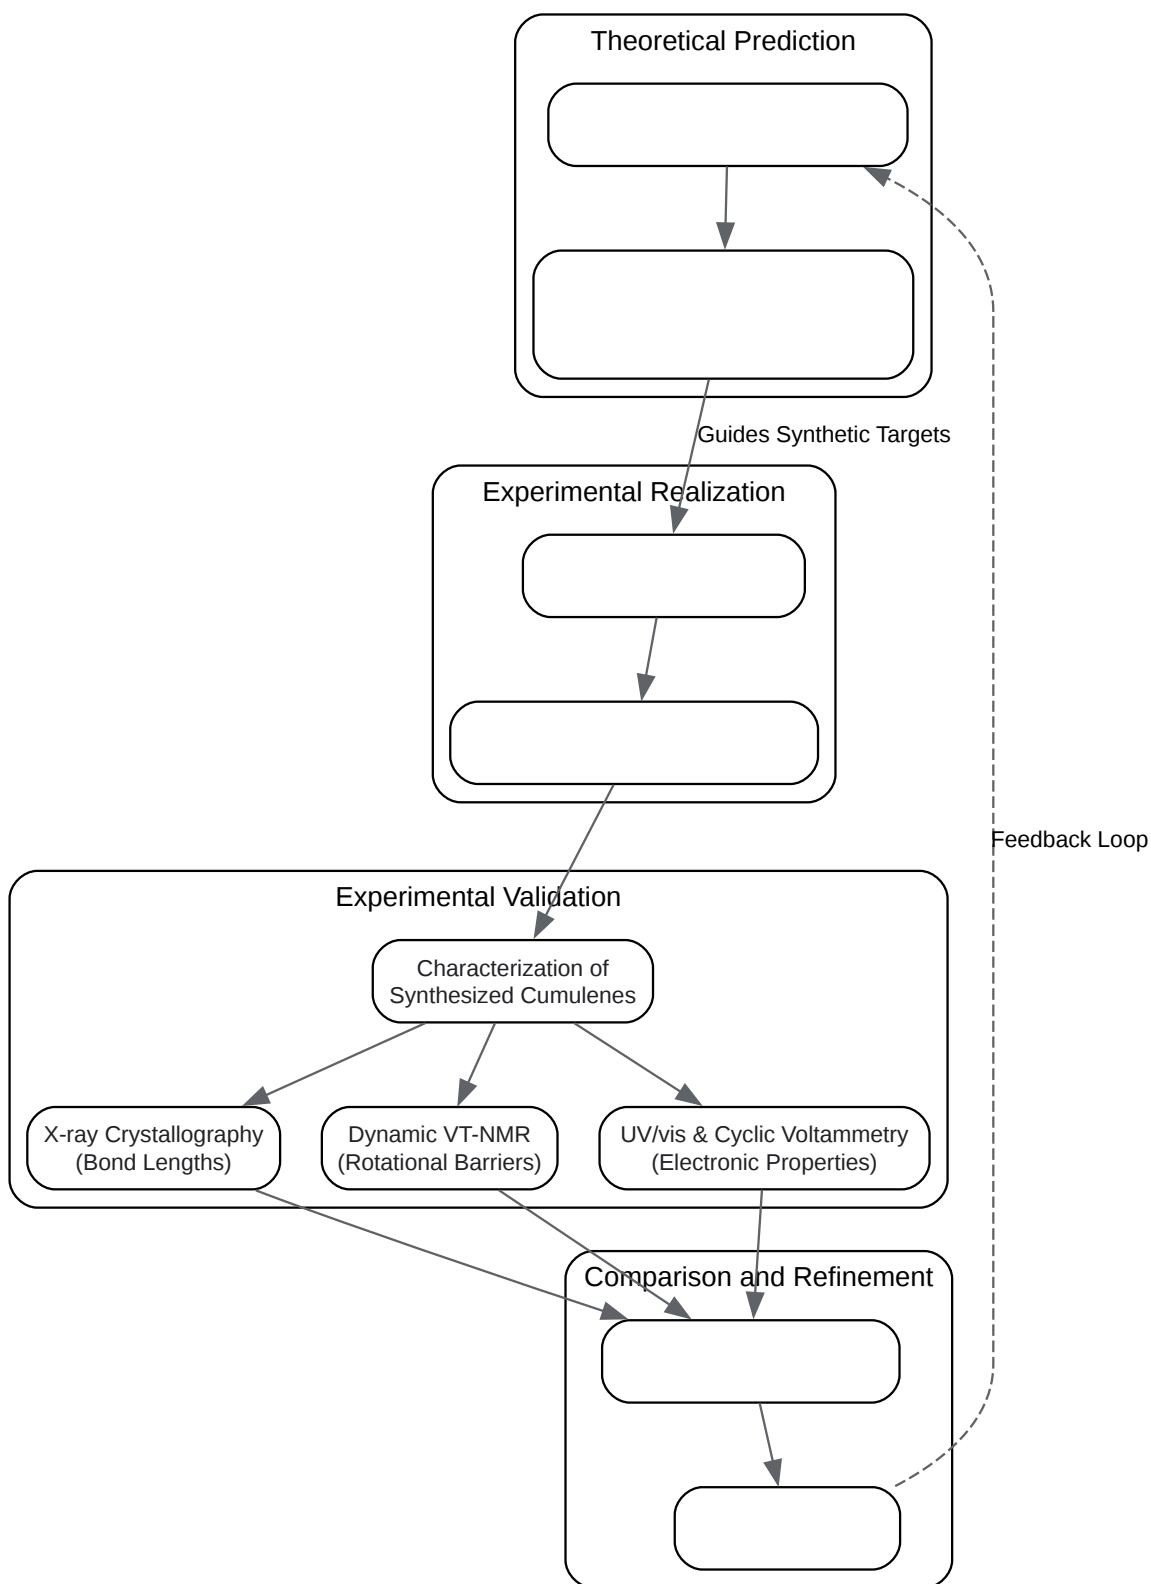 Theoretical Prediction
Guides Synthetic Targets
Experimental Realization
Feedback Loop
Experimental Validation
Characterization of
Synthesized Cumulenes
X-ray Crystallography
(Bond Lengths)
Dynamic VT-NMR
(Rotational Barriers)
UV/vis & Cyclic Voltammetry
(Electronic Properties)
Comparison and Refinement